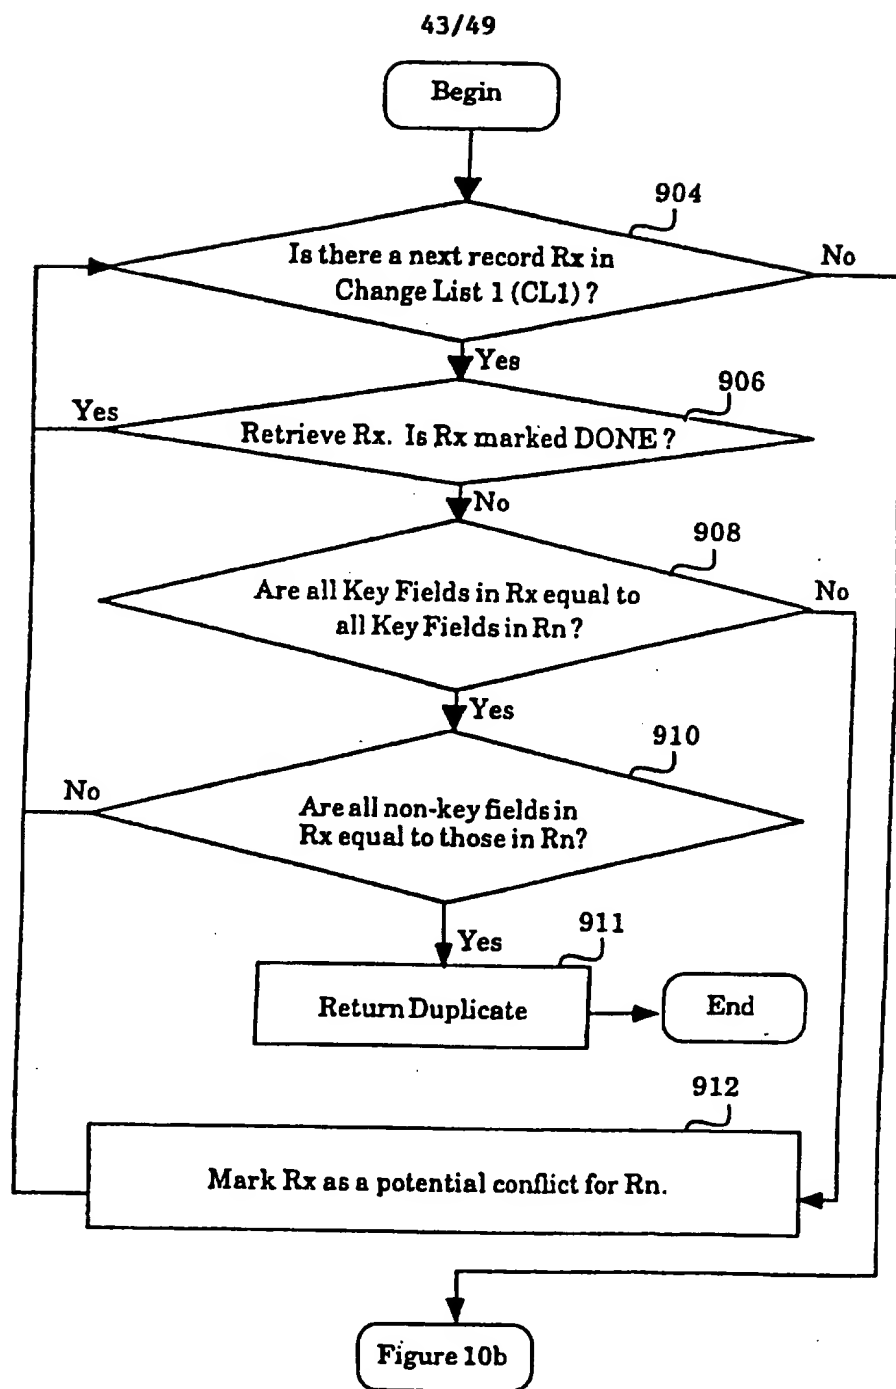 43/49
Begin
904
Is there a next record Rx in
Change List 1 (CL1)?
No
Yes
906
Yes
Retrieve Rx. Is Rx marked DONE?
No
908
Are all Key Fields in Rx equal to
all Key Fields in Rn?
No
Yes
910
No
Are all non-key fields in
Rx equal to those in Rn?
Yes
911
Return Duplicate
End
912
Mark Rx as a potential conflict for Rn.
Figure 10b